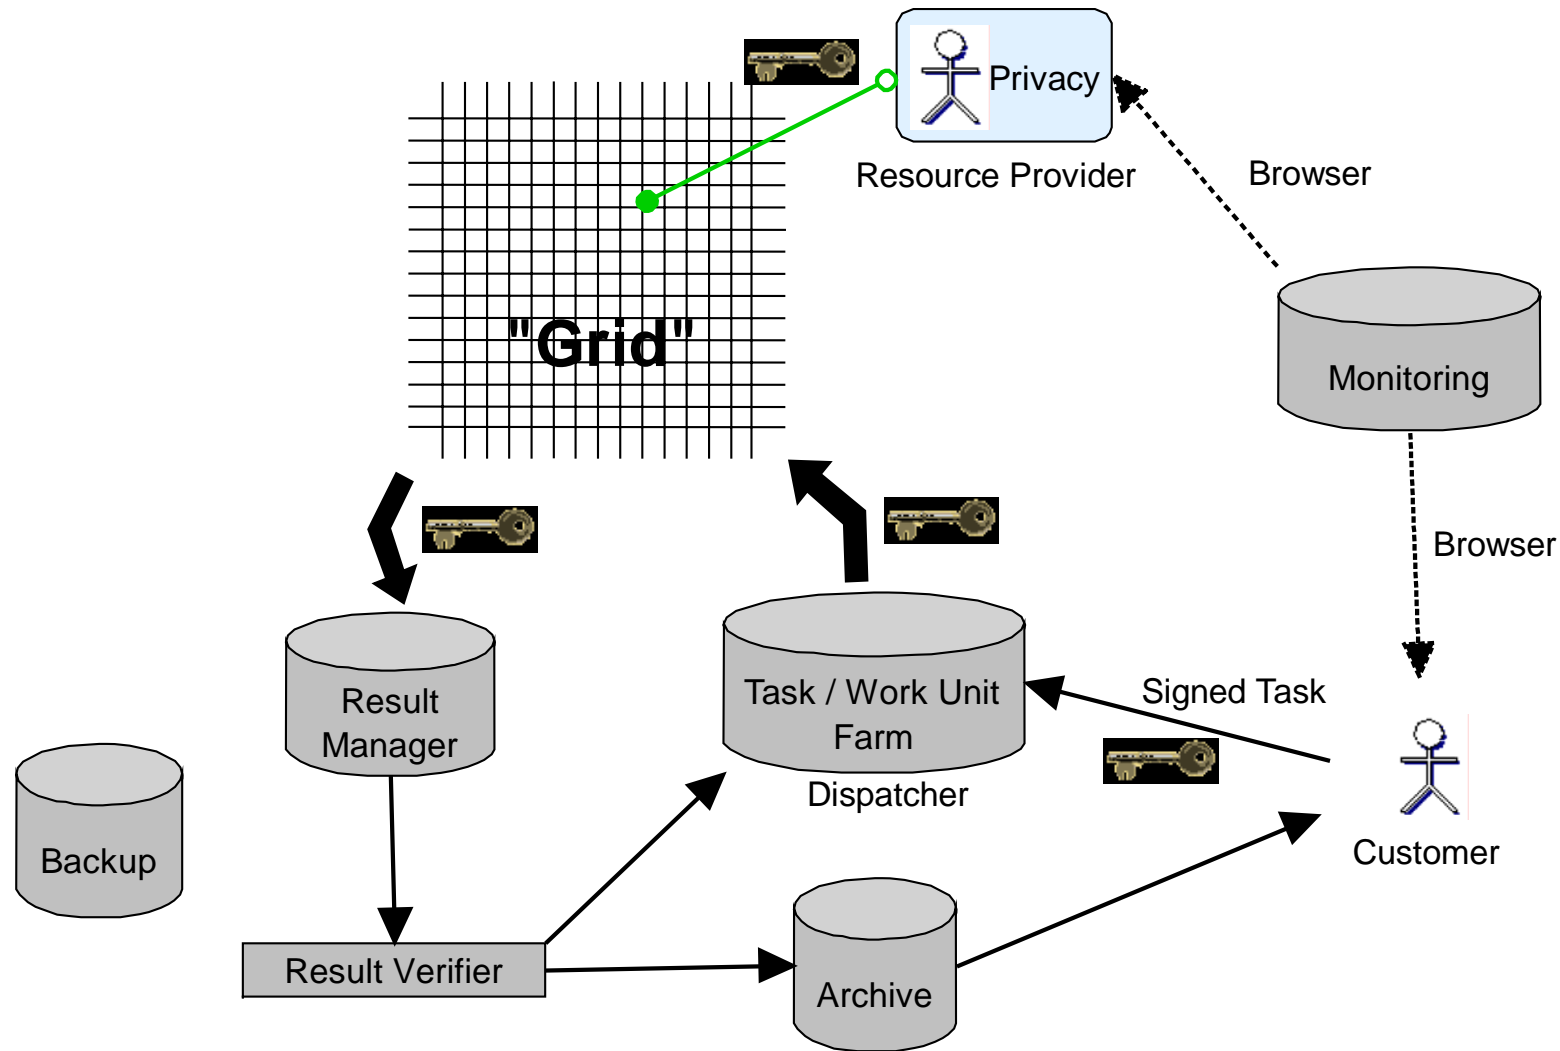 Privacy
Resource Provider
Browser
"Grid"
Monitoring
Browser
Result
Manager
Task / Work Unit
Farm
Dispatcher
Signed Task
Customer
Backup
Result Verifier
Archive